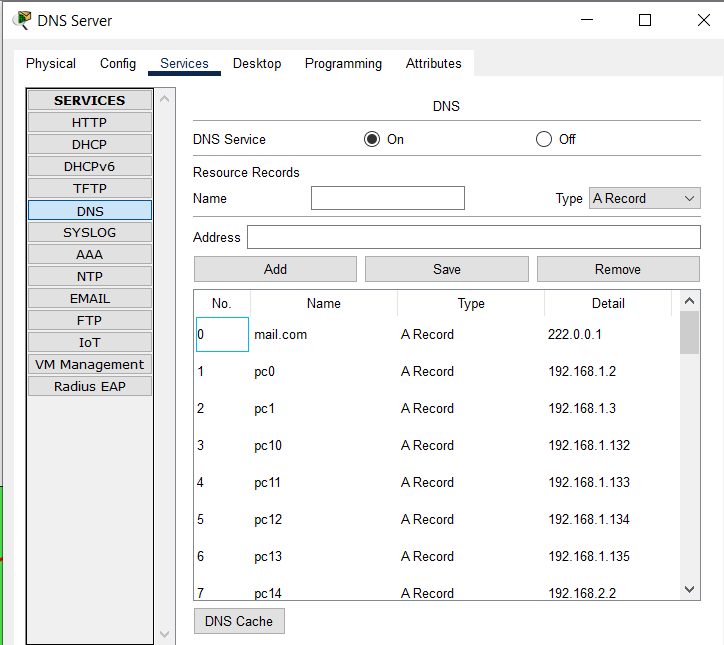 DNS Server
Physical Config Services Desktop Programming Attributes
SERVICES
HTTP
DHCP
DHCPv6
TFTP
DNS
SYSLOG
AAA
NTP
EMAIL
FTP
IoT
VM Management
Radius EAP
DNS
DNS Service On Off
Resource Records
Name Type A Record
Address
Add Save Remove
No. Name Type Detail
0 mail.com A Record 222.0.0.1
1 pc0 A Record 192.168.1.2
2 pc1 A Record 192.168.1.3
3 pc10 A Record 192.168.1.132
4 pc11 A Record 192.168.1.133
5 pc12 A Record 192.168.1.134
6 pc13 A Record 192.168.1.135
7 pc14 A Record 192.168.2.2
DNS Cache